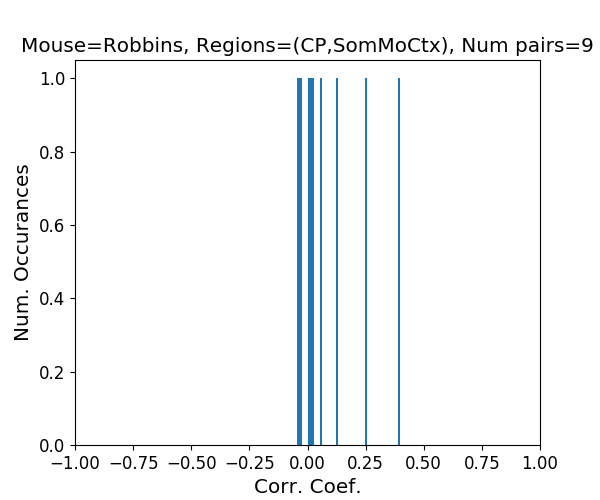 Mouse=Robbins, Regions=(CP,SomMoCtx), Num pairs=9
1.0
0.8
0.6
0.4
0.2
0.0
Num. Occurances
−1.00 −0.75 −0.50 −0.25 0.00 0.25 0.50 0.75 1.00
Corr. Coef.